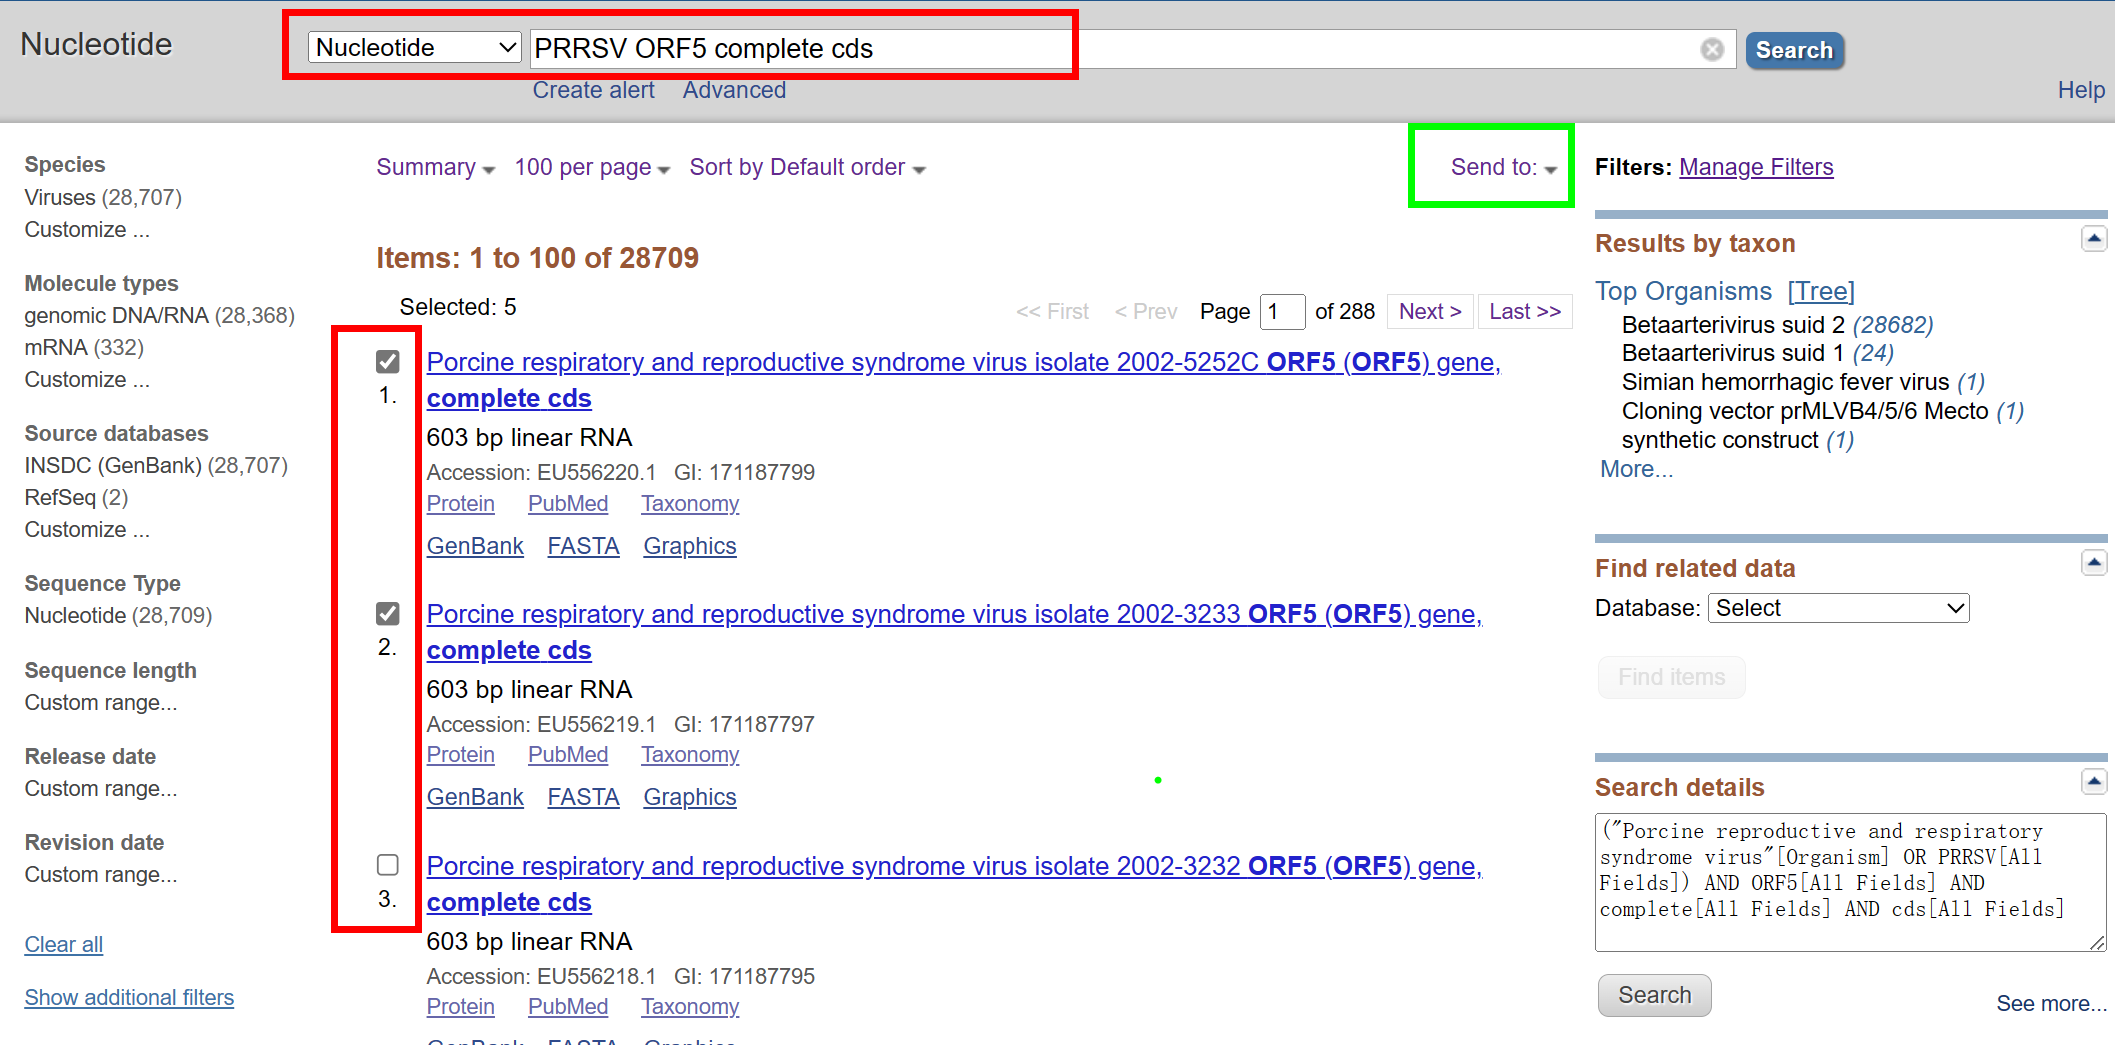 Nucleotide
Nucleotide
PRRSV ORF5 complete cds
Search
Create alert
Advanced
Help
Species
Viruses (28,707)
Customize ...
Molecule types
genomic DNA/RNA (28,368)
mRNA (332)
Customize ...
Source databases
INSDC (GenBank) (28,707)
RefSeq (2)
Customize ...
Sequence Type
Nucleotide (28,709)
Sequence length
Custom range...
Release date
Custom range...
Revision date
Custom range...
Clear all
Show additional filters
Summary
100 per page
Sort by Default order
Send to:
Items: 1 to 100 of 28709
Selected: 5
<< First < Prev Page 1 of 288 Next > Last >>
1.
Porcine respiratory and reproductive syndrome virus isolate 2002-5252C ORF5 (ORF5) gene,
complete cds
603 bp linear RNA
Accession: EU556220.1 GI: 171187799
Protein PubMed Taxonomy
GenBank FASTA Graphics
2.
Porcine respiratory and reproductive syndrome virus isolate 2002-3233 ORF5 (ORF5) gene,
complete cds
603 bp linear RNA
Accession: EU556219.1 GI: 171187797
Protein PubMed Taxonomy
GenBank FASTA Graphics
3.
Porcine respiratory and reproductive syndrome virus isolate 2002-3232 ORF5 (ORF5) gene,
complete cds
603 bp linear RNA
Accession: EU556218.1 GI: 171187795
Protein PubMed Taxonomy
GenBank FASTA Graphics
Filters: Manage Filters
Results by taxon
Top Organisms [Tree]
Betaarterivirus suid 2 (28682)
Betaarterivirus suid 1 (24)
Simian hemorrhagic fever virus (1)
Cloning vector prMLVB4/5/6 Mecto (1)
synthetic construct (1)
More...
Find related data
Database: Select
Find items
Search details
("Porcine reproductive and respiratory
syndrome virus"[Organism] OR PRRSV[All
Fields]) AND ORF5[All Fields] AND
complete[All Fields] AND cds[All Fields]
Search
See more...